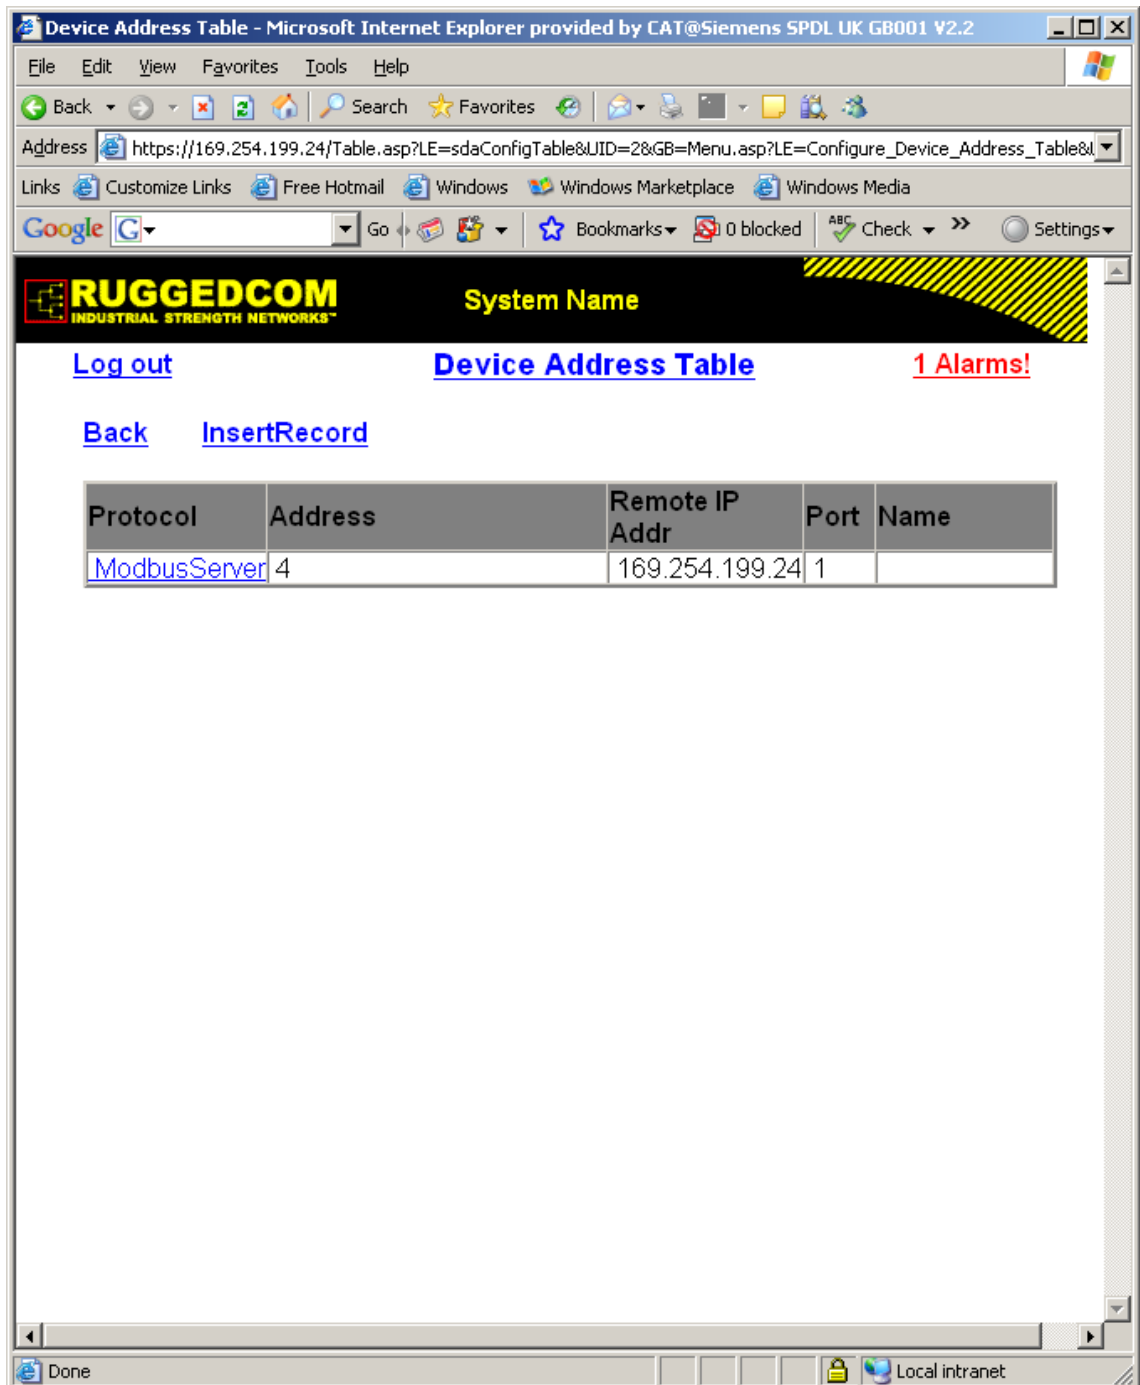 Device Address Table - Microsoft Internet Explorer provided by CAT@Siemens SPDL UK GB001 V2.2
File Edit View Favorites Tools Help
Back Search Favorites
Address https://169.254.199.24/Table.asp?LE=sdaConfigTable&UID=2&GB=Menu.asp?LE=Configure_Device_Address_Table&
Links Customize Links Free Hotmail Windows Windows Marketplace Windows Media
Google G Go Bookmarks 0 blocked ABC Check >> Settings
RUGGEDCOM
INDUSTRIAL STRENGTH NETWORKS™
System Name
Log out Device Address Table 1 Alarms!
Back InsertRecord
Protocol Address Remote IP Addr Port Name
ModbusServer 4 169.254.199.24 1
Done Local intranet